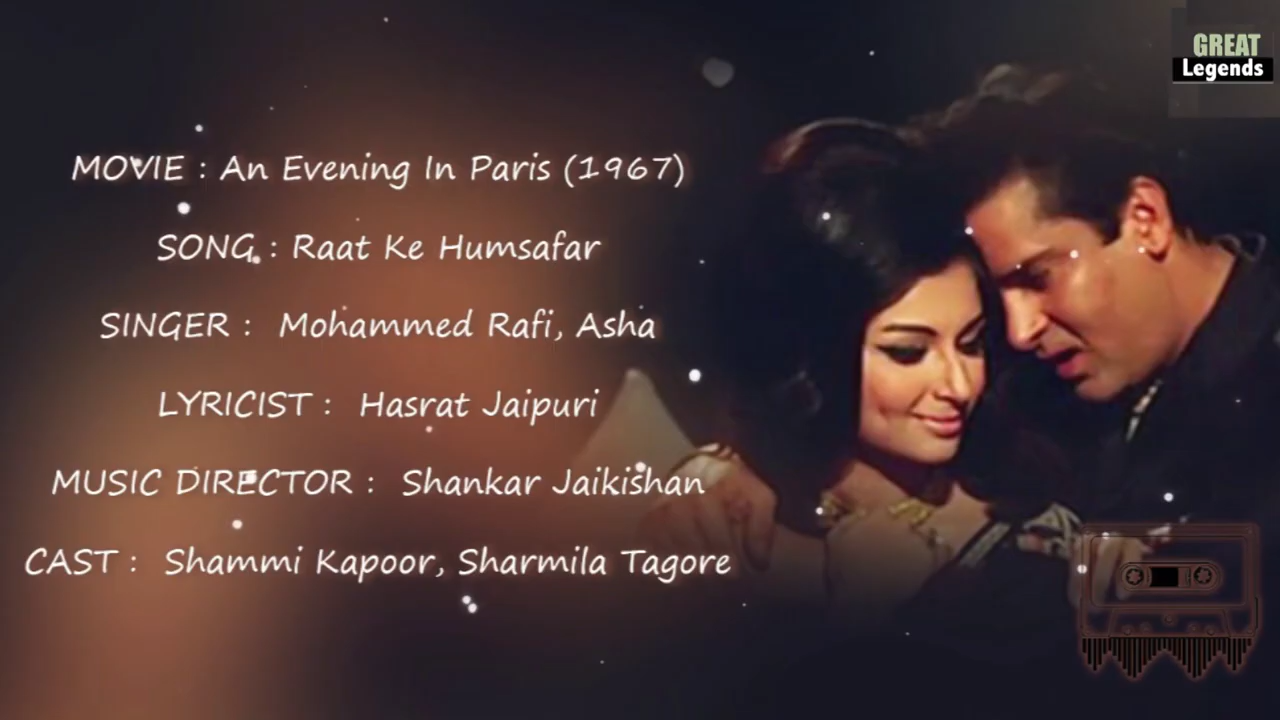 GREAT
Legends
MOVIE : An Evening In Paris (1967)
SONG : Raat Ke Humsafar
SINGER : Mohammed Rafi, Asha
LYRICIST : Hasrat Jaipuri
MUSIC DIRECTOR : Shankar Jaikishan
CAST : Shammi Kapoor, Sharmila Tagore